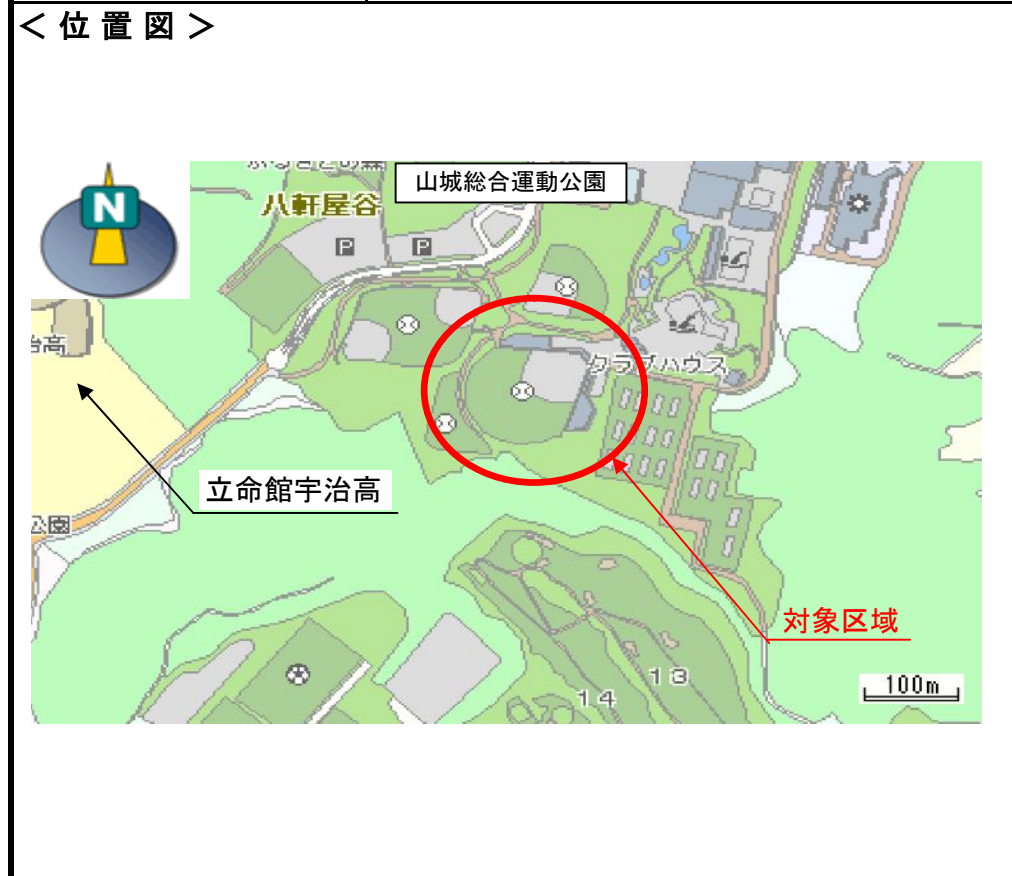 ＜位置図＞
山城総合運動公園
N
八軒屋谷
P
P
治高
クラブハウス
立命館宇治高
公園
対象区域
13
14
100m